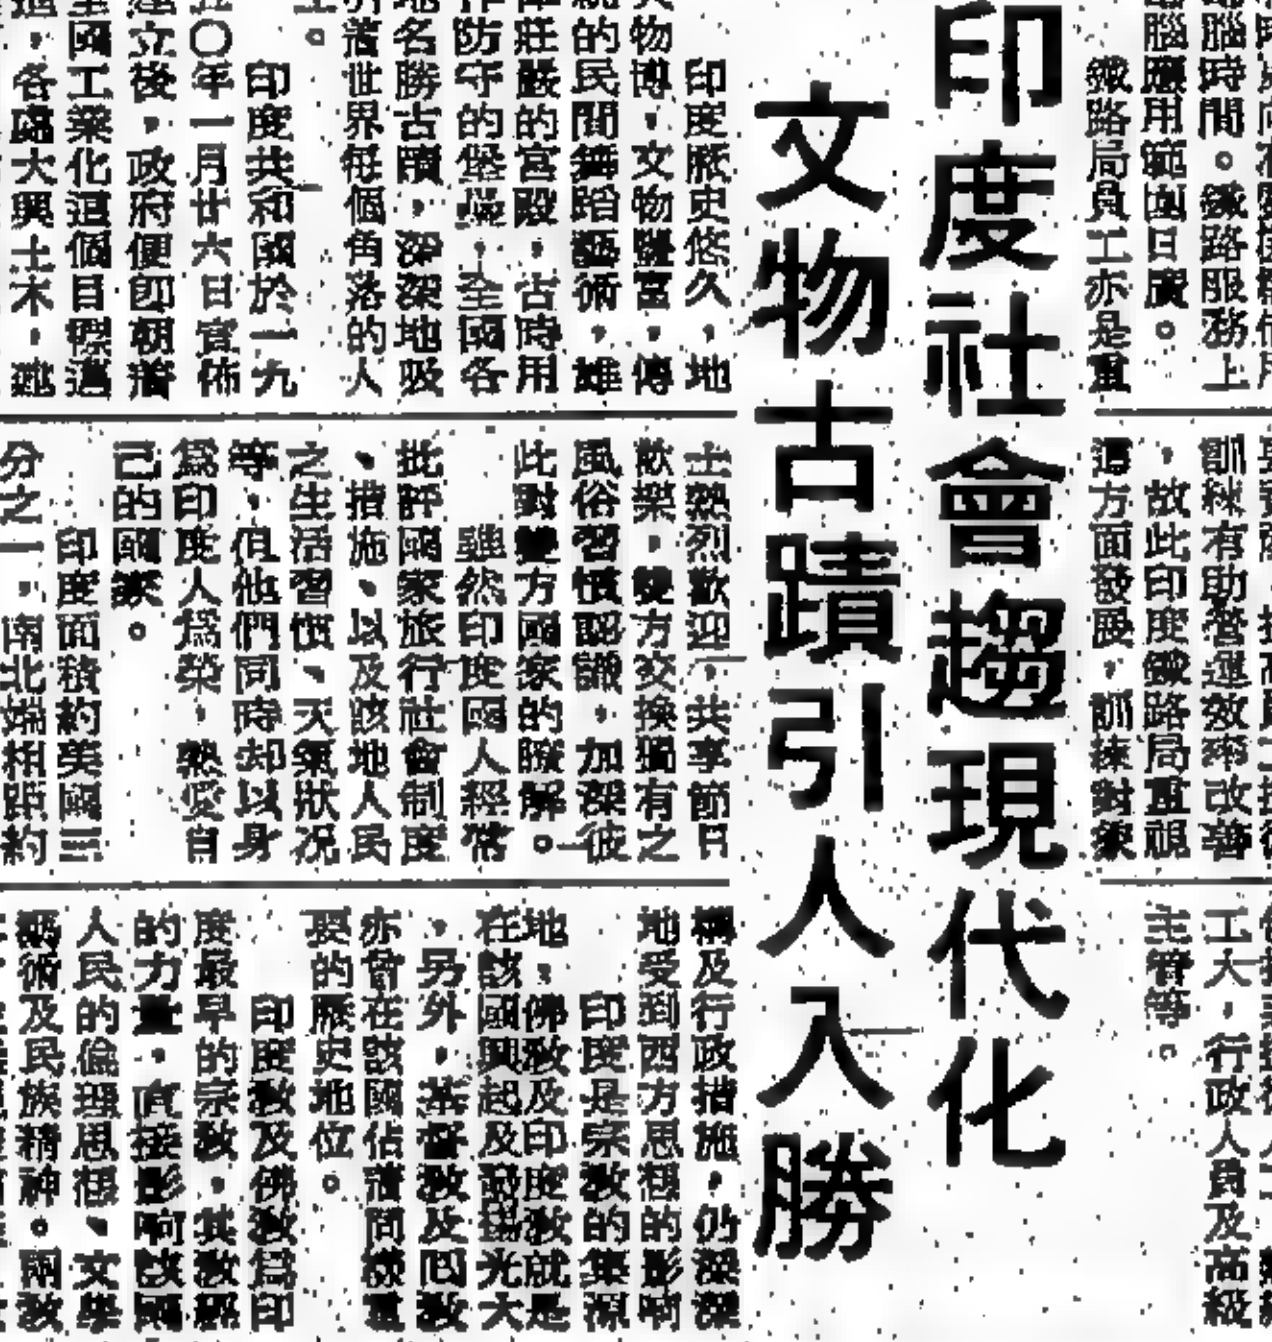 印度社會趨現代化
文物古蹟引人入勝
腦時間。鐵路服務上
腦應用範圍日廣。
鐵路局員工亦是重
訓練有助營運效率改善
，故此印度鐵路局重視
這方面發展，訓練對象
工大，行政人員及高級
主管等。
印度歷史悠久，地
物博，文物豐富，傳
統的民間舞蹈藝術，雄
莊嚴的宮殿，古時用
作防守的堡壘，全國各
地名勝古蹟，深深地吸
引着世界每個角落的人
士。
印度共和國於一九
五〇年一月廿六日宣佈
立後，政府便即朝着
全國工業化這個目標邁
進，各處大興土木，
士熱烈歡迎，共享節日
歡樂，雙方交換獨有之
風俗習慣認識，加深彼
此對雙方國家的瞭解。
雖然印度國人經常
批評國家旅行社會制度
、措施、以及該地人民
之生活習慣、天氣狀況
等，但他們同時却以身
爲印度人爲榮，熱愛自
己的國家。
印度面積約美國三
分之一，南北端相距約
構及行政措施，仍深深
地受到西方思想的影响
印度是宗教的集源
地，佛教及印度教就是
在該國興起及發揚光大
，另外，基督教及回教
亦曾在該國佔着同樣重
要的歷史地位。
印度教及佛教爲印
度最早的宗教，其教義
的力量，直接影响該國
人民的倫理思想、文學
藝術及民族精神。兩教